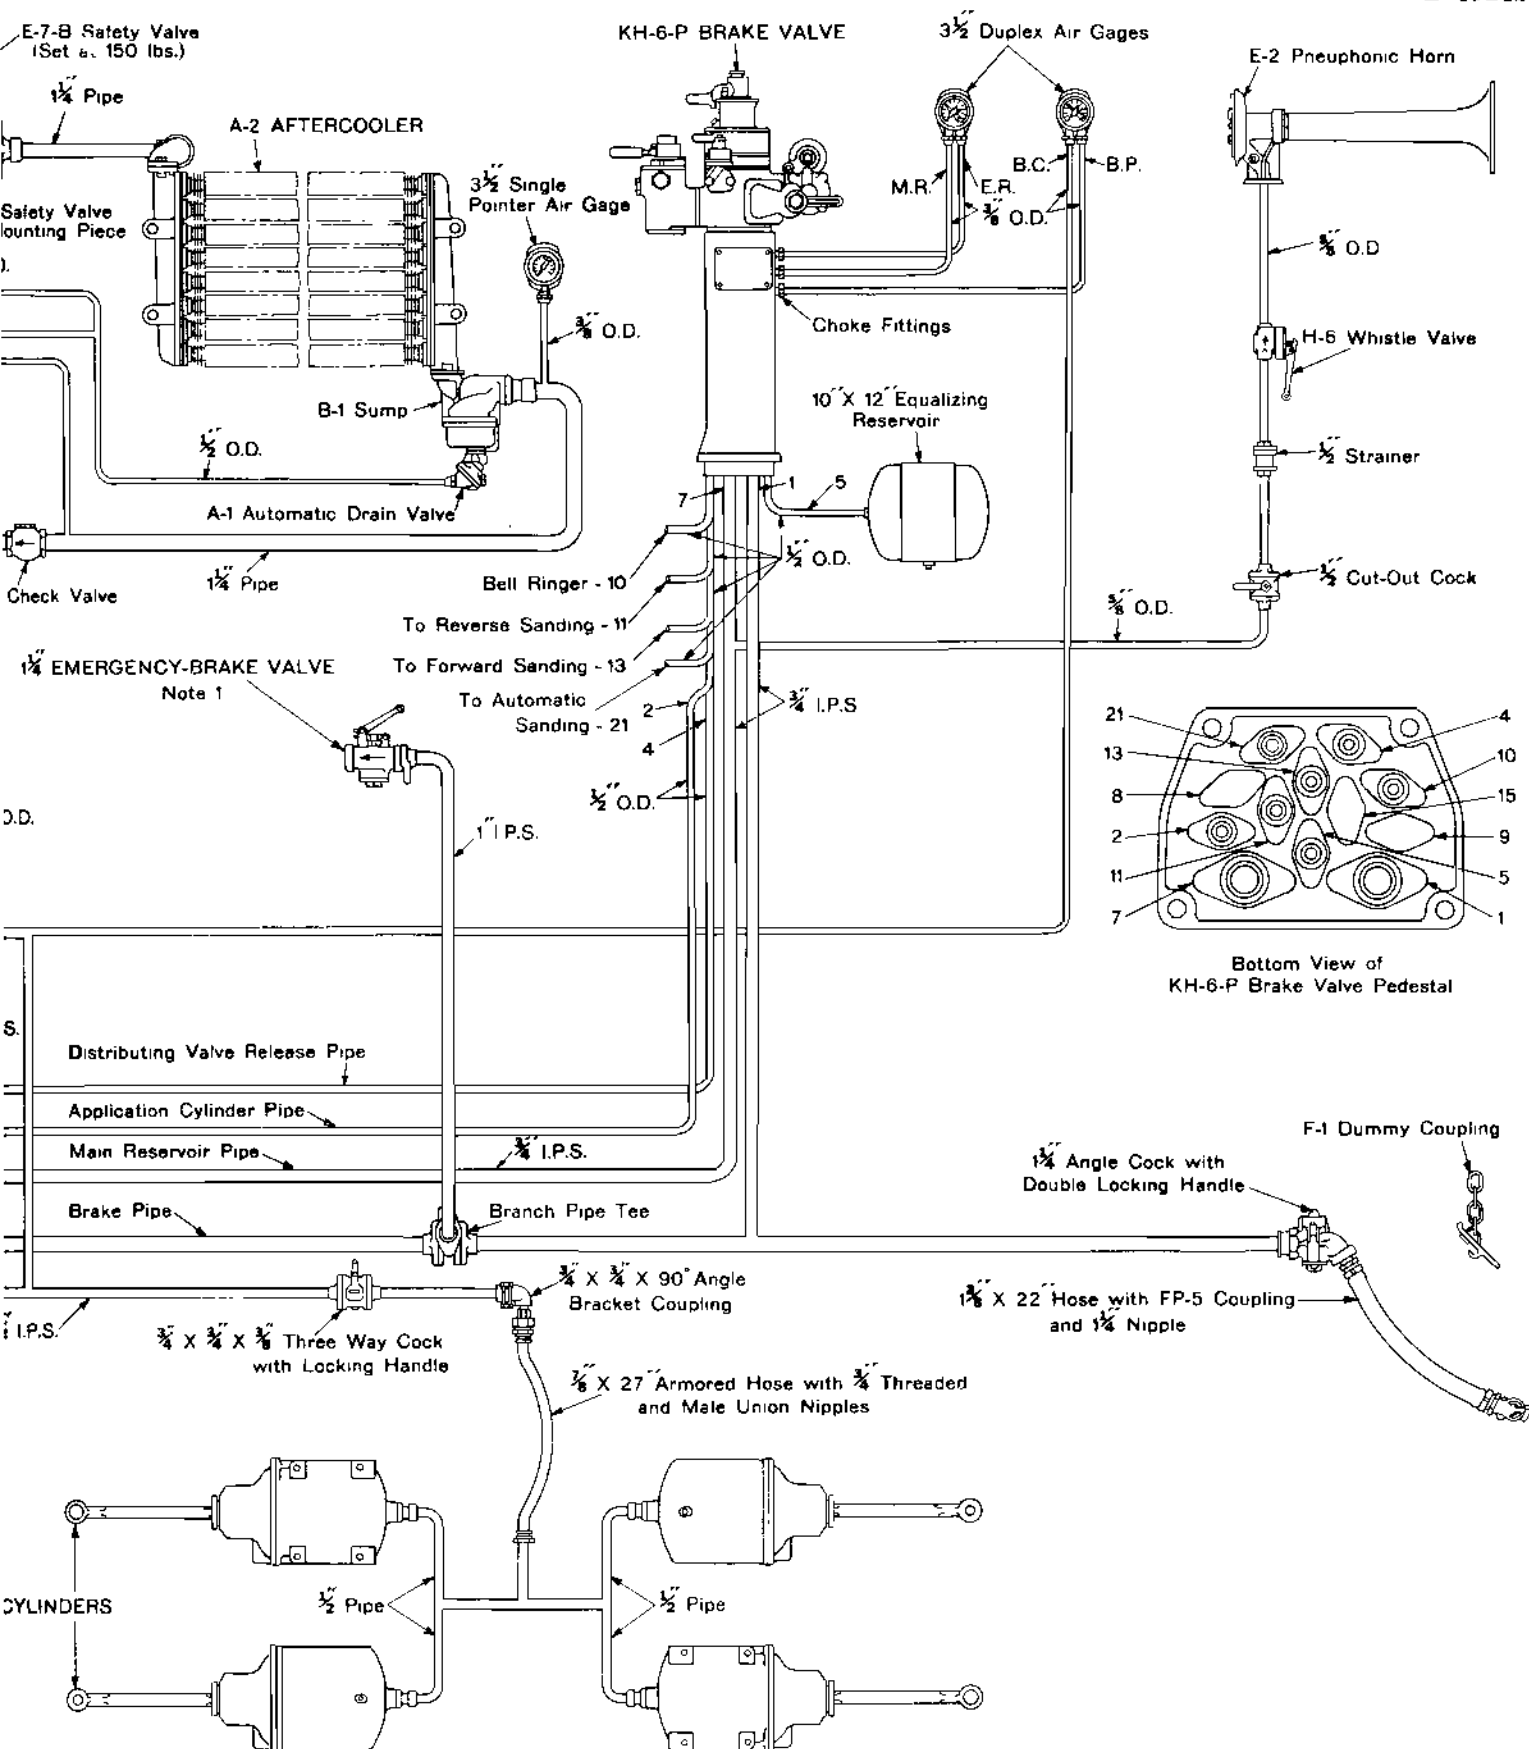 E-7-B Safety Valve
(Set at 150 lbs.)
1¼″ Pipe
A-2 AFTERCOOLER
Safety Valve
Mounting Piece
3½″ Single
Pointer Air Gage
⅜″ O.D.
B-1 Sump
½″ O.D.
A-1 Automatic Drain Valve
1¼″ Pipe
Check Valve
KH-6-P BRAKE VALVE
3½″ Duplex Air Gages
M.R.
E.R.
B.C.
B.P.
⅜″ O.D.
Choke Fittings
10″ X 12″ Equalizing
Reservoir
7
1
5
½″ O.D.
Bell Ringer - 10
To Reverse Sanding - 11
To Forward Sanding - 13
To Automatic
Sanding - 21
2
4
¾″ I.P.S
½″ O.D.
E-2 Pneuphonic Horn
⅝″ O.D
H-6 Whistle Valve
½″ Strainer
½″ Cut-Out Cock
⅝″ O.D.
1¼″ EMERGENCY-BRAKE VALVE
Note 1
O.D.
1″ I.P.S.
21
13
8
2
11
7
4
10
15
9
5
1
Bottom View of
KH-6-P Brake Valve Pedestal
S.
Distributing Valve Release Pipe
Application Cylinder Pipe
Main Reservoir Pipe
¾″ I.P.S.
Brake Pipe
Branch Pipe Tee
I.P.S.
¾″ X ¾″ X ⅜″ Three Way Cock
with Locking Handle
¾″ X ¾″ X 90° Angle
Bracket Coupling
⅞″ X 27″ Armored Hose with ¾″ Threaded
and Male Union Nipples
1¼″ Angle Cock with
Double Locking Handle
F-1 Dummy Coupling
1⅜″ X 22″ Hose with FP-5 Coupling
and 1¼″ Nipple
CYLINDERS
½″ Pipe
½″ Pipe